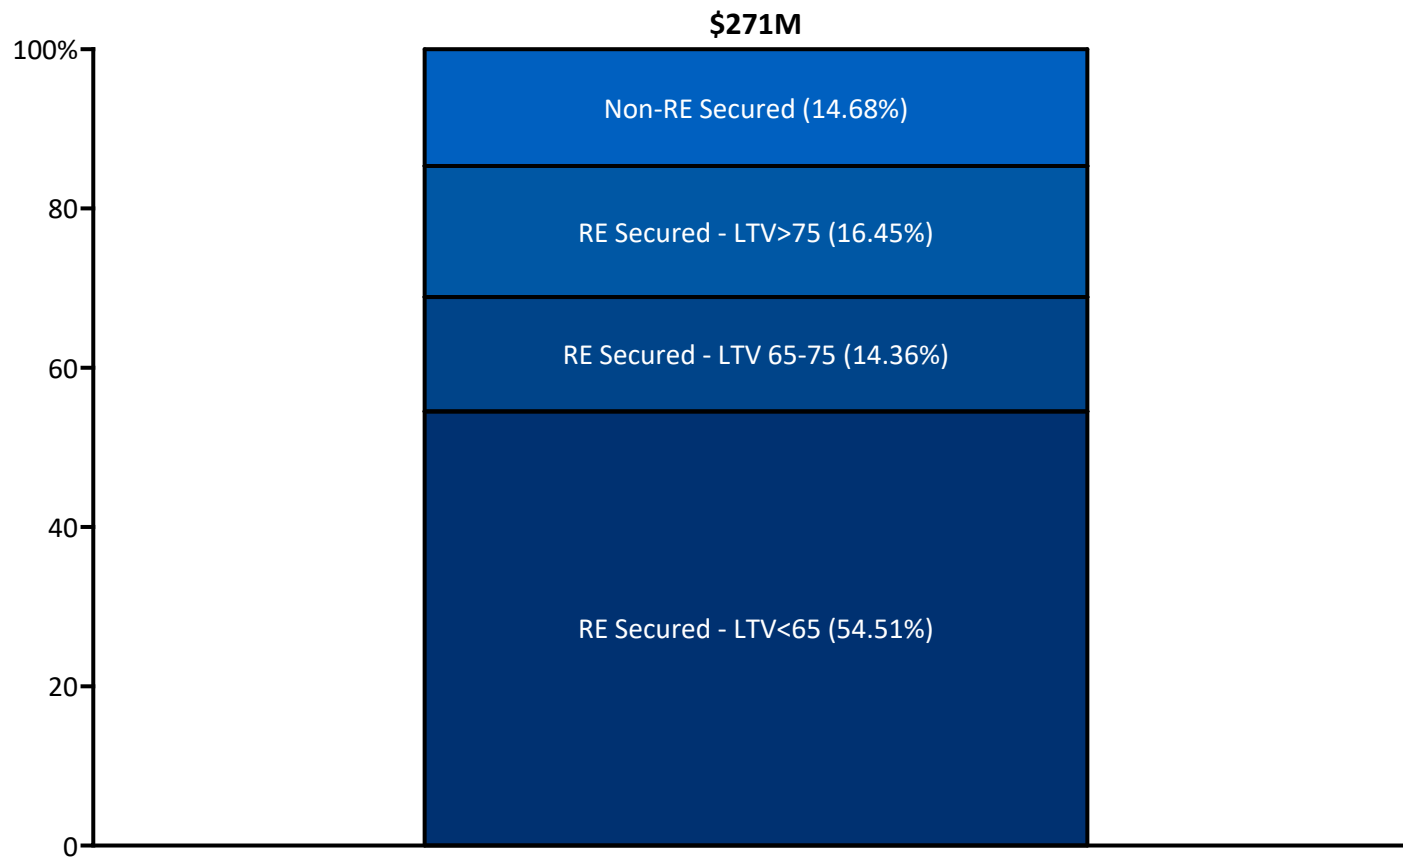 $271M
100%
Non-RE Secured (14.68%)
80
RE Secured - LTV>75 (16.45%)
RE Secured - LTV 65-75 (14.36%)
60
40
RE Secured - LTV<65 (54.51%)
20
0